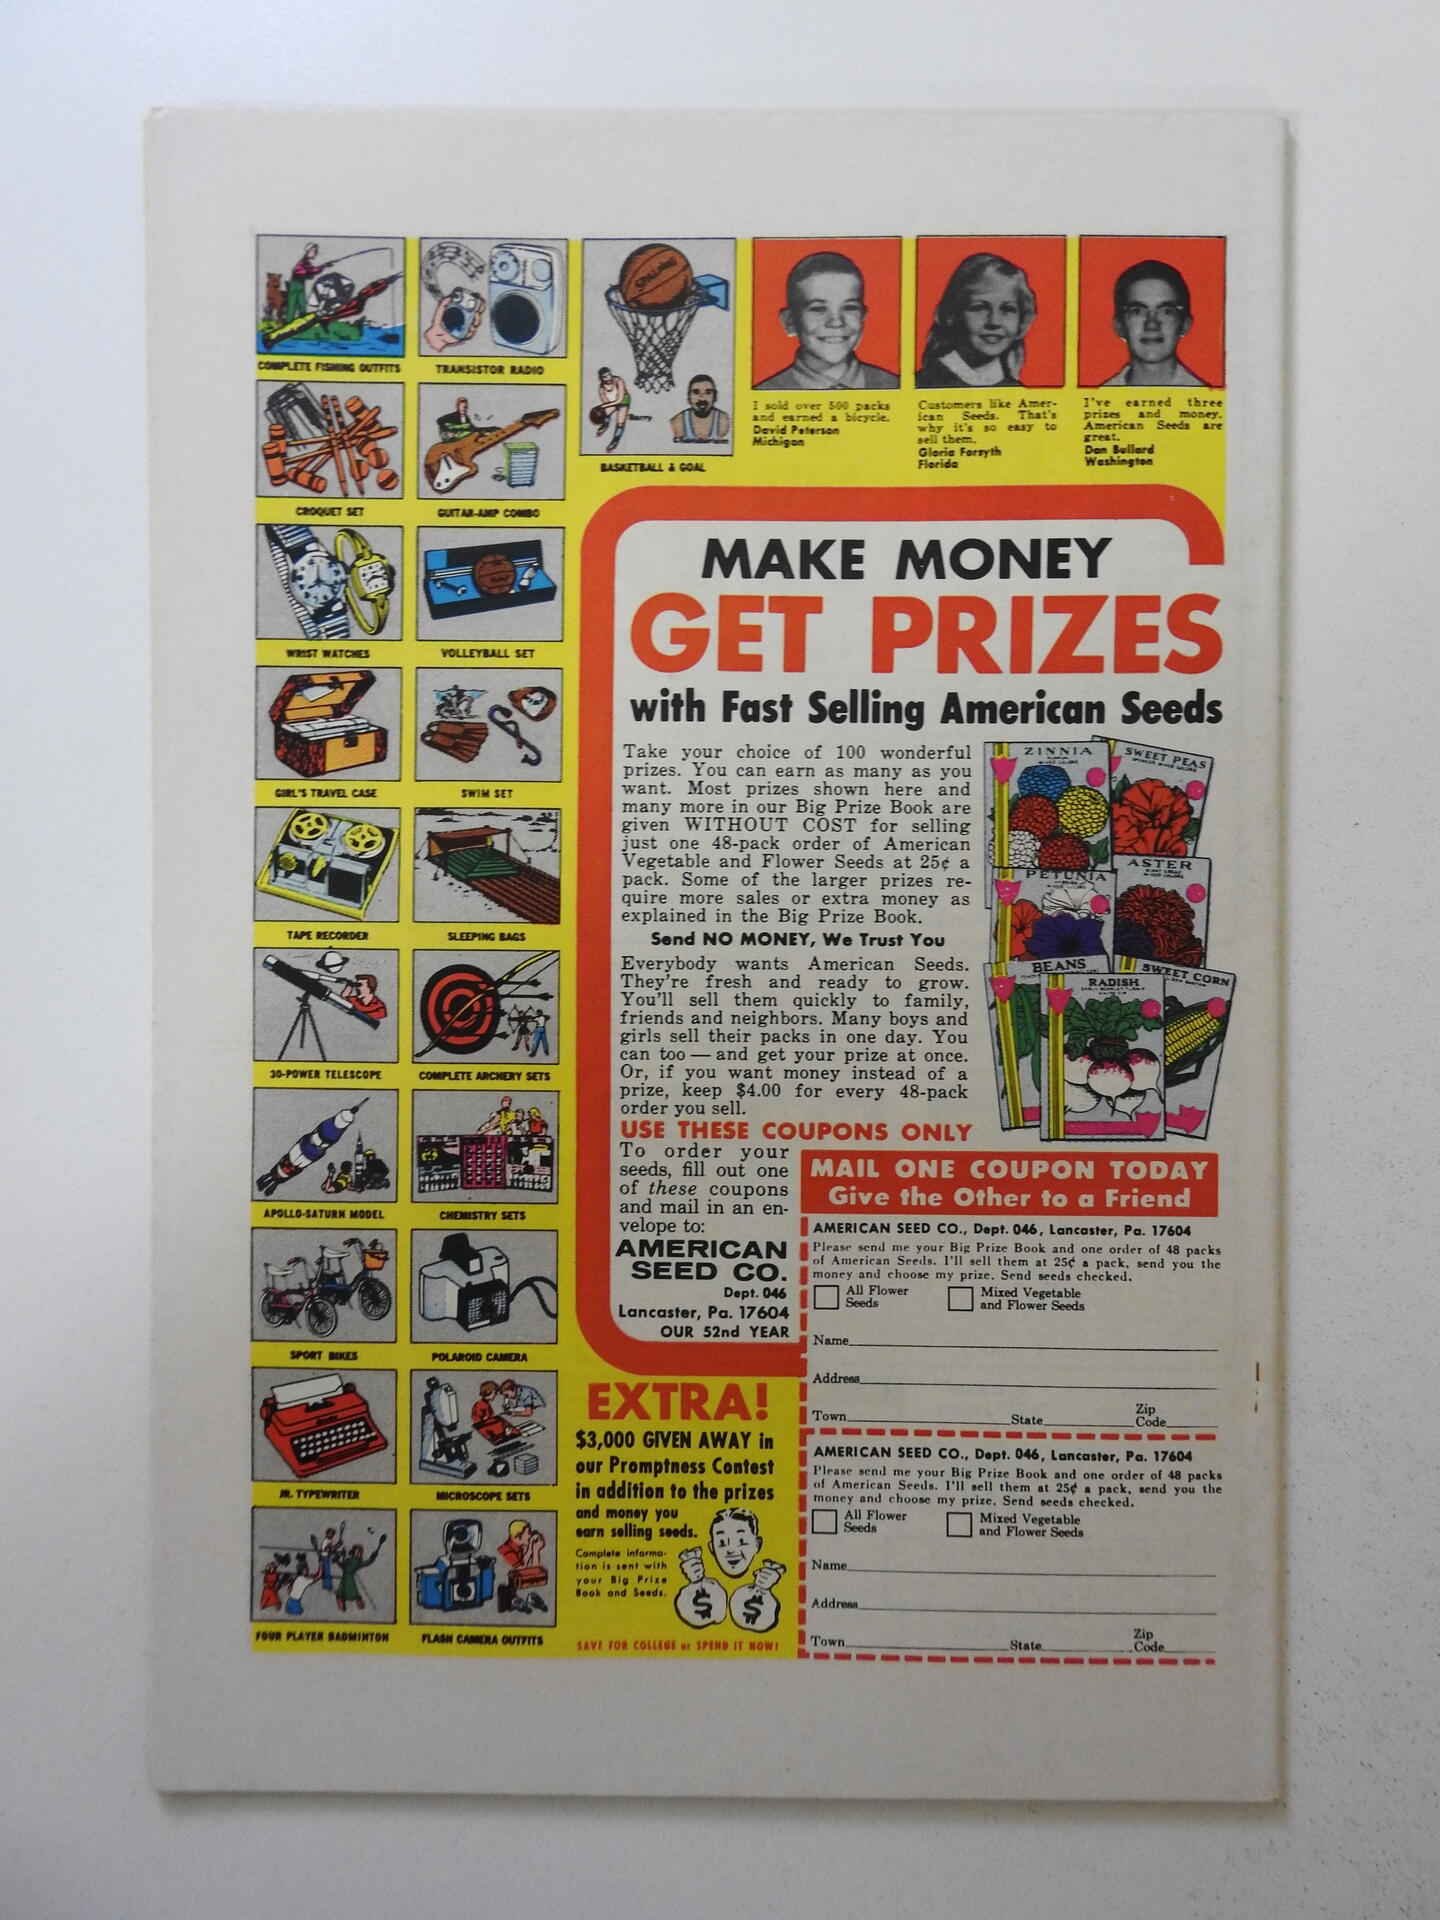 COMPLETE FISHING OUTFITS
TRANSISTOR RADIO
CROQUET SET
GUITAR-AMP COMBO
WRIST WATCHES
VOLLEYBALL SET
GIRL'S TRAVEL CASE
SWIM SET
TAPE RECORDER
SLEEPING BAGS
30-POWER TELESCOPE
COMPLETE ARCHERY SETS
APOLLO-SATURN MODEL
CHEMISTRY SETS
SPORT BIKES
POLAROID CAMERA
JR. TYPEWRITER
MICROSCOPE SETS
FOUR PLAYER BADMINTON
FLASH CAMERA OUTFITS
SPALDING
Barry
Chamberlain
BASKETBALL & GOAL
I sold over 500 packs
and earned a bicycle.
David Peterson
Michigan
Customers like Amer-
ican Seeds. That's
why it's so easy to
sell them.
Gloria Forsyth
Florida
I've earned three
prizes and money.
American Seeds are
great.
Dan Bullard
Washington
MAKE MONEY
GET PRIZES
with Fast Selling American Seeds
Take your choice of 100 wonderful
prizes. You can earn as many as you
want. Most prizes shown here and
many more in our Big Prize Book are
given WITHOUT COST for selling
just one 48-pack order of American
Vegetable and Flower Seeds at 25¢ a
pack. Some of the larger prizes re-
quire more sales or extra money as
explained in the Big Prize Book.
Send NO MONEY, We Trust You
Everybody wants American Seeds.
They're fresh and ready to grow.
You'll sell them quickly to family,
friends and neighbors. Many boys and
girls sell their packs in one day. You
can too — and get your prize at once.
Or, if you want money instead of a
prize, keep $4.00 for every 48-pack
order you sell.
USE THESE COUPONS ONLY
To order your
seeds, fill out one
of these coupons
and mail in an en-
velope to:
AMERICAN
SEED CO.
Dept. 046
Lancaster, Pa. 17604
OUR 52nd YEAR
ZINNIA
SWEET PEAS
PETUNIA
ASTER
BEANS
RADISH
SWEET CORN
MAIL ONE COUPON TODAY
Give the Other to a Friend
AMERICAN SEED CO., Dept. 046, Lancaster, Pa. 17604
Please send me your Big Prize Book and one order of 48 packs
of American Seeds. I'll sell them at 25¢ a pack, send you the
money and choose my prize. Send seeds checked.
All Flower
Seeds
Mixed Vegetable
and Flower Seeds
Name
Address
Town State Zip Code
AMERICAN SEED CO., Dept. 046, Lancaster, Pa. 17604
Please send me your Big Prize Book and one order of 48 packs
of American Seeds. I'll sell them at 25¢ a pack, send you the
money and choose my prize. Send seeds checked.
All Flower
Seeds
Mixed Vegetable
and Flower Seeds
Name
Address
Town State Zip Code
EXTRA!
$3,000 GIVEN AWAY in
our Promptness Contest
in addition to the prizes
and money you
earn selling seeds.
Complete informa-
tion is sent with
your Big Prize
Book and Seeds.
$ $
SAVE FOR COLLEGE or SPEND IT NOW!